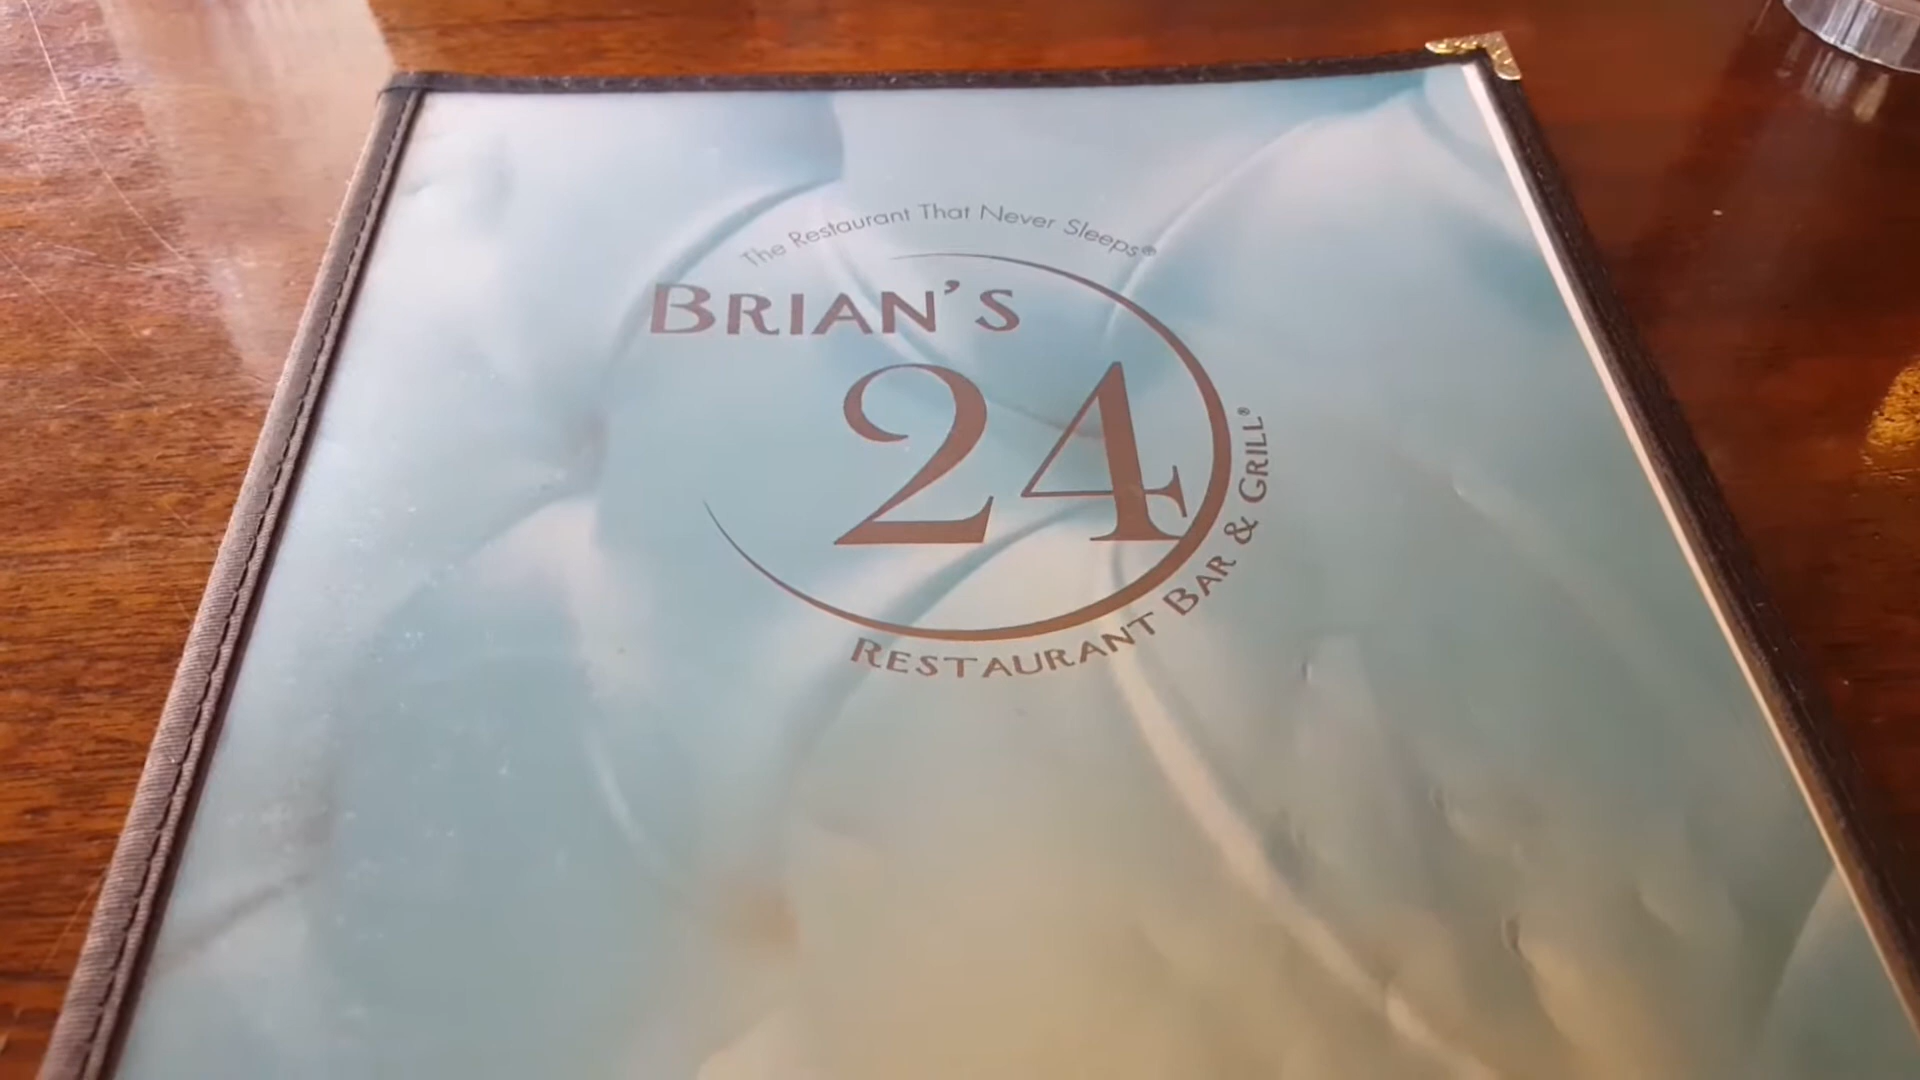 The Restaurant That Never Sleeps®
BRIAN'S
24
RESTAURANT BAR & GRILL®